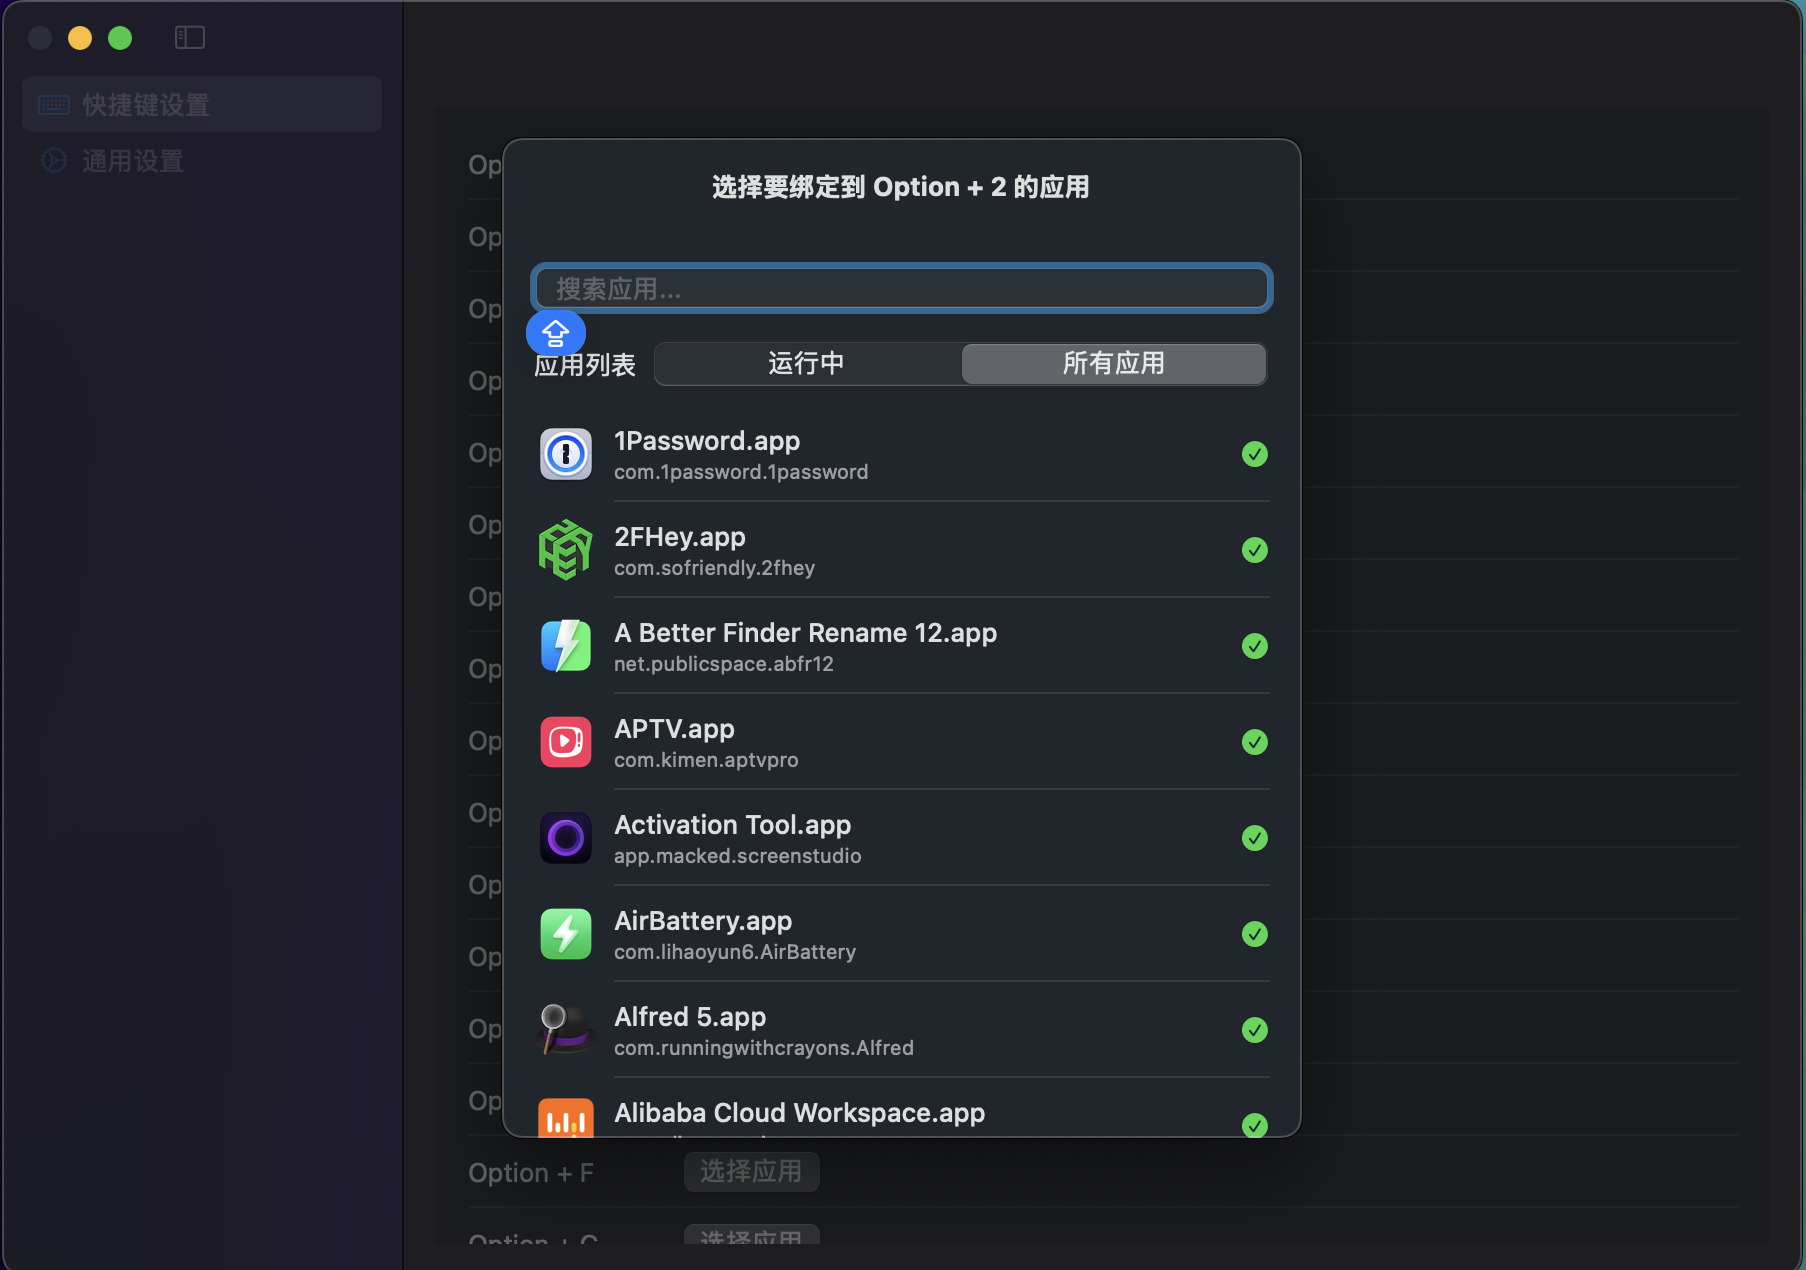 快捷键设置
通用设置
选择要绑定到 Option + 2 的应用
搜索应用...
应用列表
运行中
所有应用
1Password.app
com.1password.1password
2FHey.app
com.sofriendly.2fhey
A Better Finder Rename 12.app
net.publicspace.abfr12
APTV.app
com.kimen.aptvpro
Activation Tool.app
app.macked.screenstudio
AirBattery.app
com.lihaoyun6.AirBattery
Alfred 5.app
com.runningwithcrayons.Alfred
Alibaba Cloud Workspace.app
Op
Op
Op
Op
Op
Op
Op
Op
Op
Op
Op
Op
Op
Op
Option + F
选择应用
选择应用